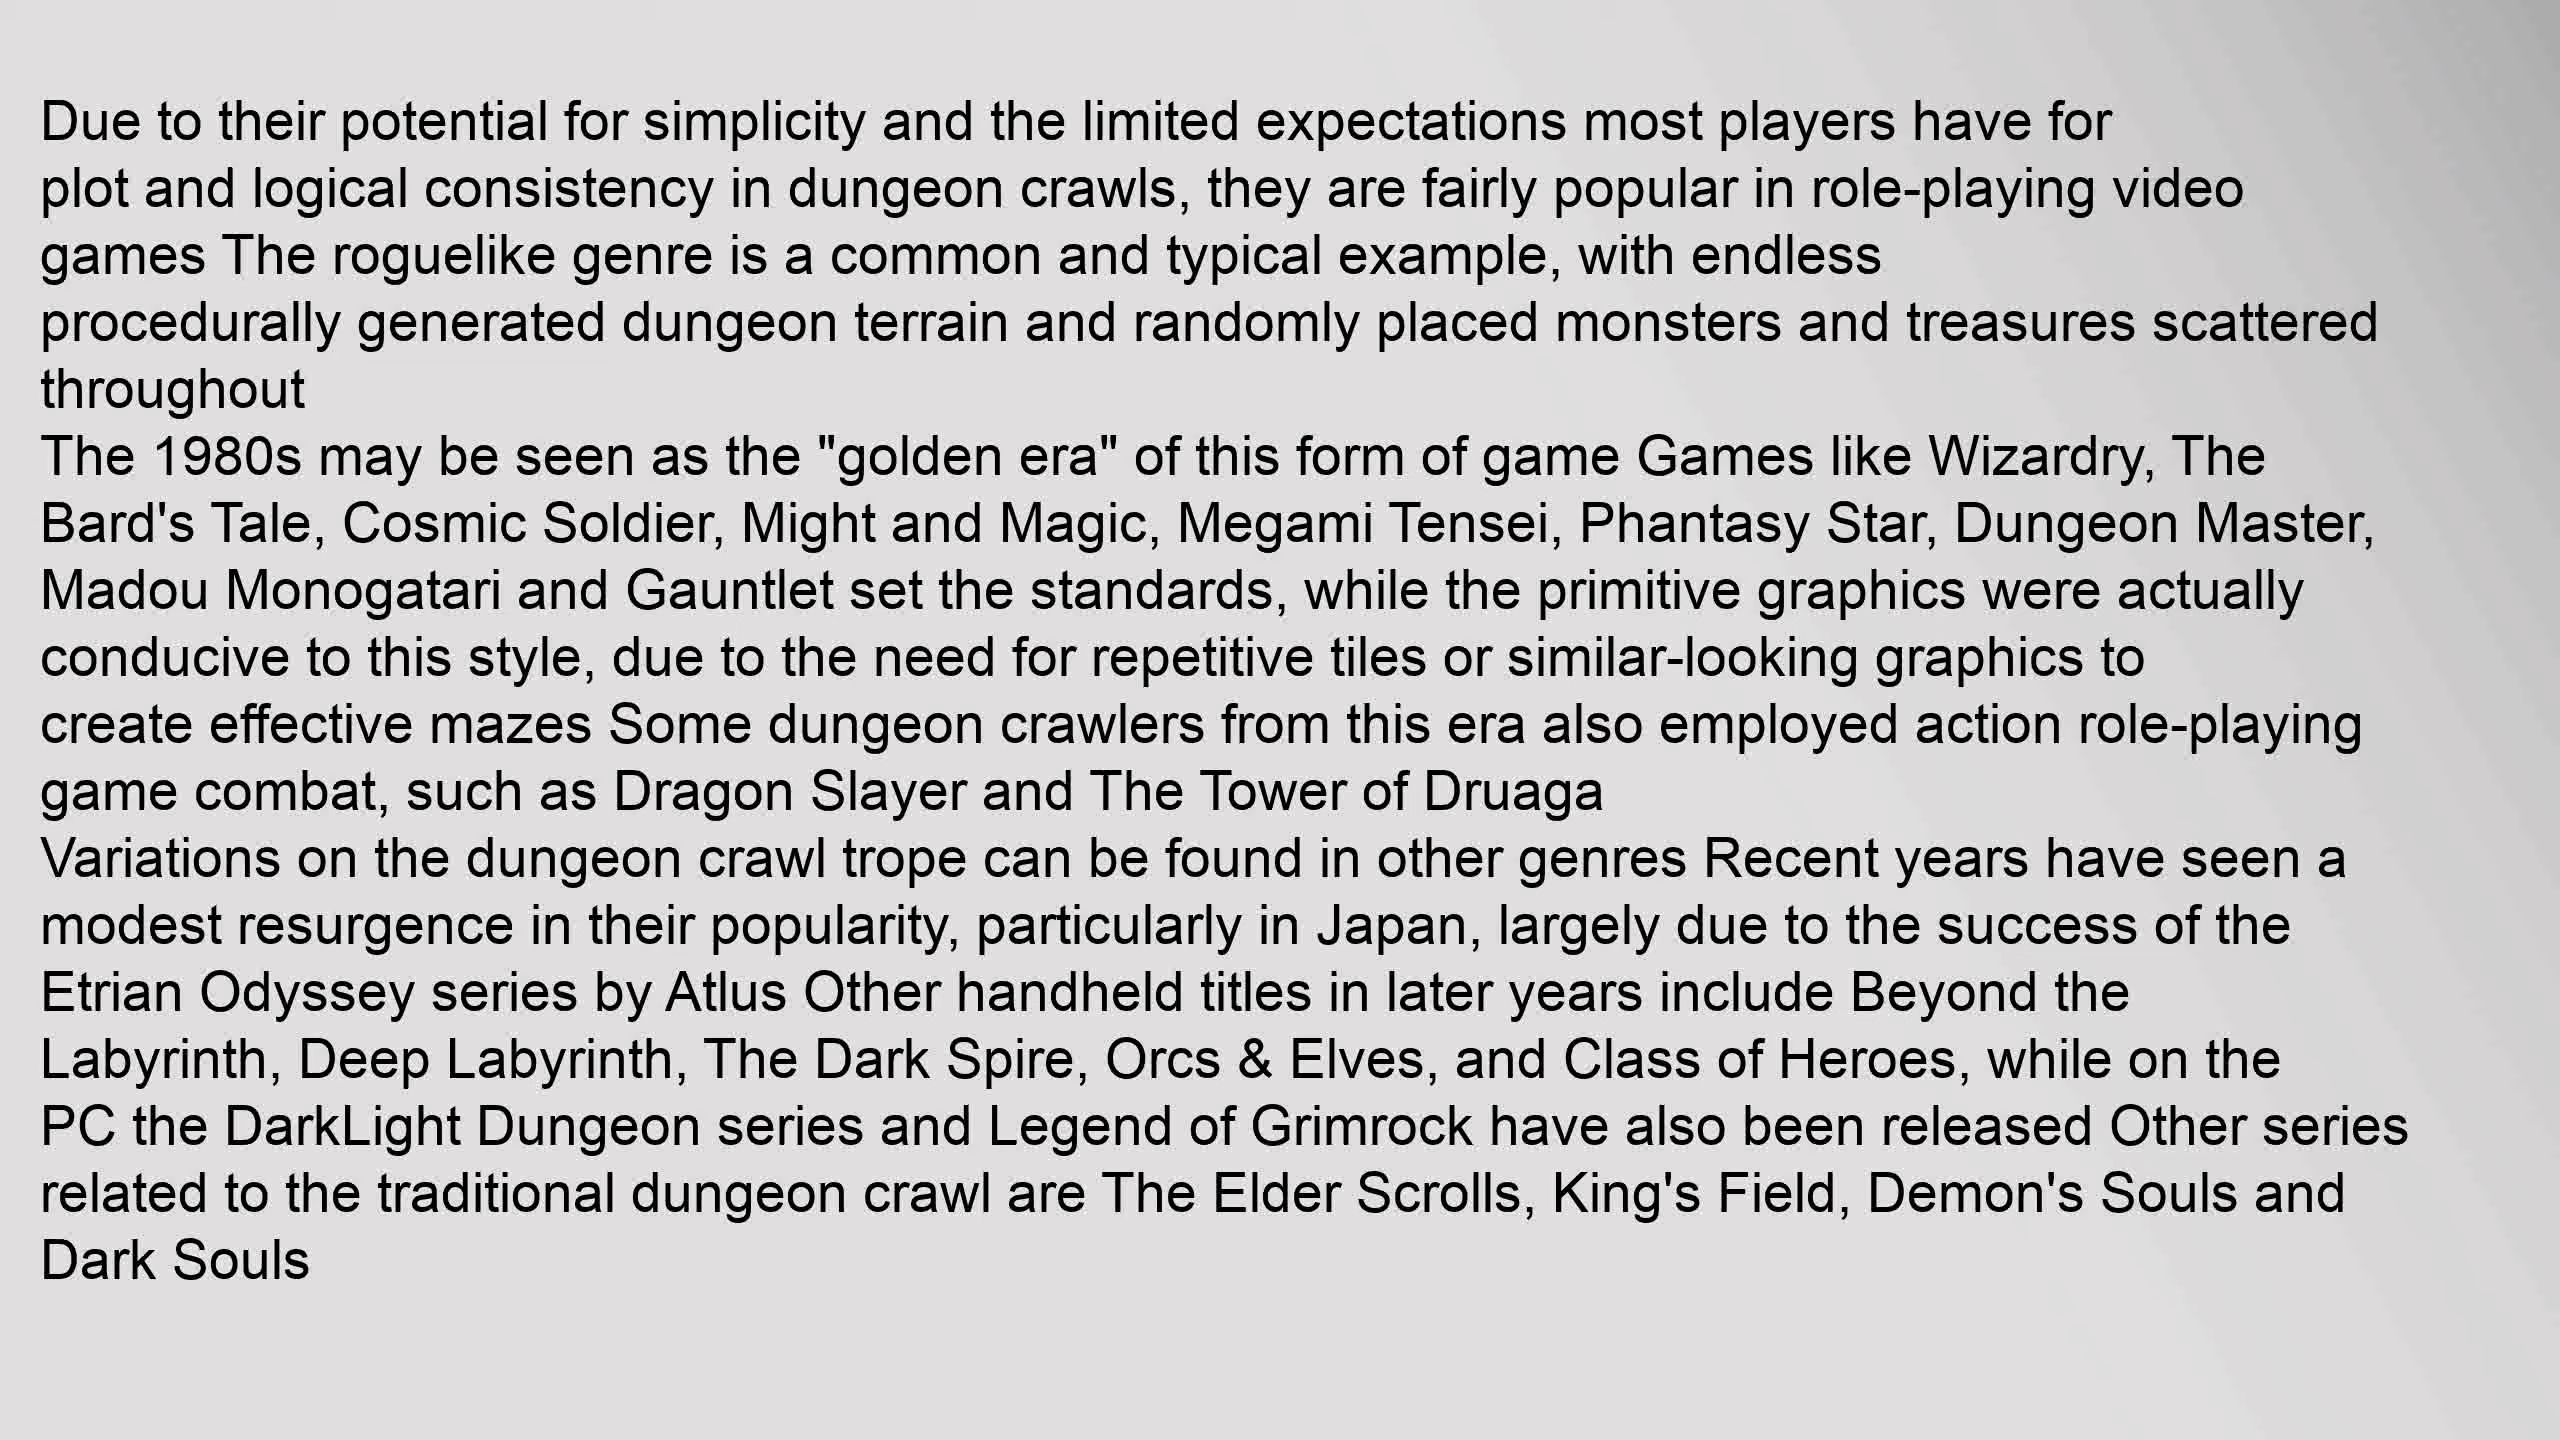 Due to their potential for simplicity and the limited expectations most players have for
plot and logical consistency in dungeon crawls, they are fairly popular in role-playing video
games The roguelike genre is a common and typical example, with endless
procedurally generated dungeon terrain and randomly placed monsters and treasures scattered
throughout
The 1980s may be seen as the "golden era" of this form of game Games like Wizardry, The
Bard's Tale, Cosmic Soldier, Might and Magic, Megami Tensei, Phantasy Star, Dungeon Master,
Madou Monogatari and Gauntlet set the standards, while the primitive graphics were actually
conducive to this style, due to the need for repetitive tiles or similar-looking graphics to
create effective mazes Some dungeon crawlers from this era also employed action role-playing
game combat, such as Dragon Slayer and The Tower of Druaga
Variations on the dungeon crawl trope can be found in other genres Recent years have seen a
modest resurgence in their popularity, particularly in Japan, largely due to the success of the
Etrian Odyssey series by Atlus Other handheld titles in later years include Beyond the
Labyrinth, Deep Labyrinth, The Dark Spire, Orcs & Elves, and Class of Heroes, while on the
PC the DarkLight Dungeon series and Legend of Grimrock have also been released Other series
related to the traditional dungeon crawl are The Elder Scrolls, King's Field, Demon's Souls and
Dark Souls